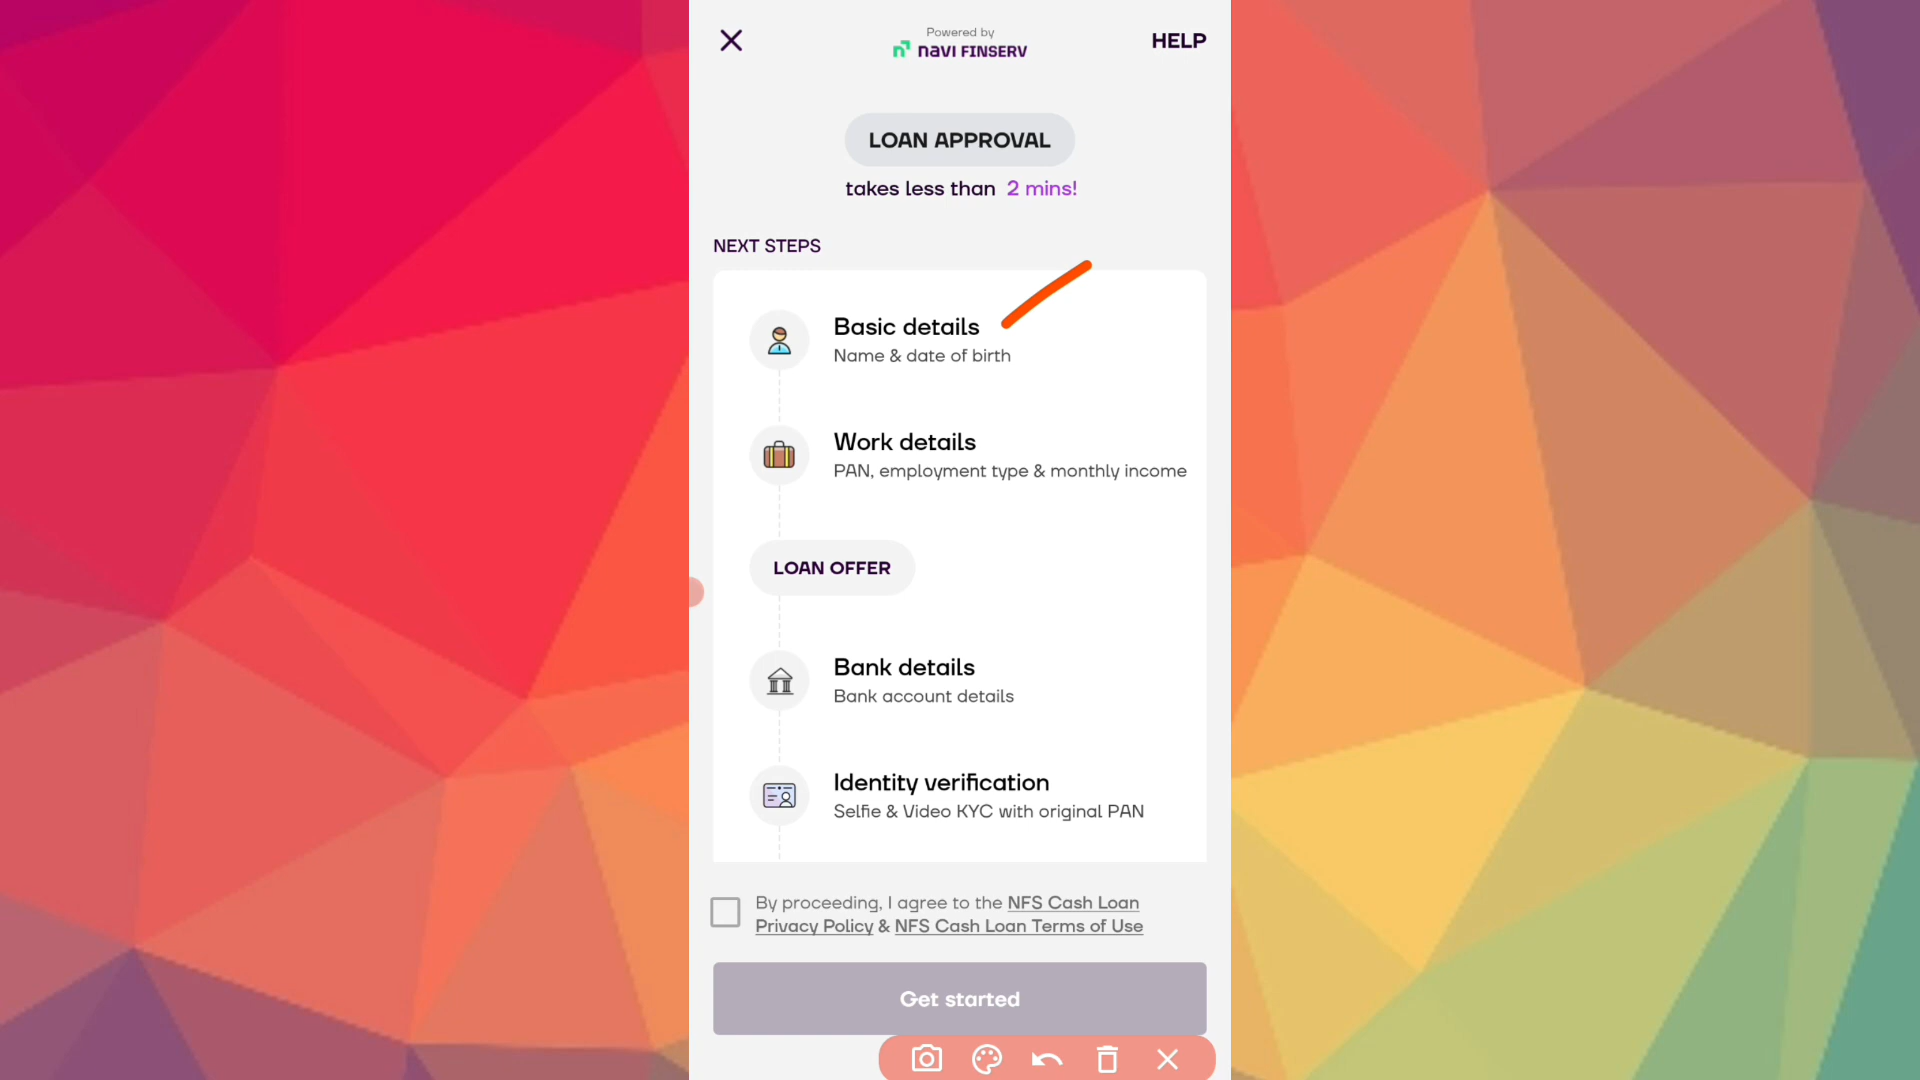 Powered by
navi FINSERV
HELP
LOAN APPROVAL
takes less than 2 mins!
NEXT STEPS
Basic details
Name & date of birth
Work details
PAN, employment type & monthly income
LOAN OFFER
Bank details
Bank account details
Identity verification
Selfie & Video KYC with original PAN
By proceeding, I agree to the NFS Cash Loan
Privacy Policy & NFS Cash Loan Terms of Use
Get started